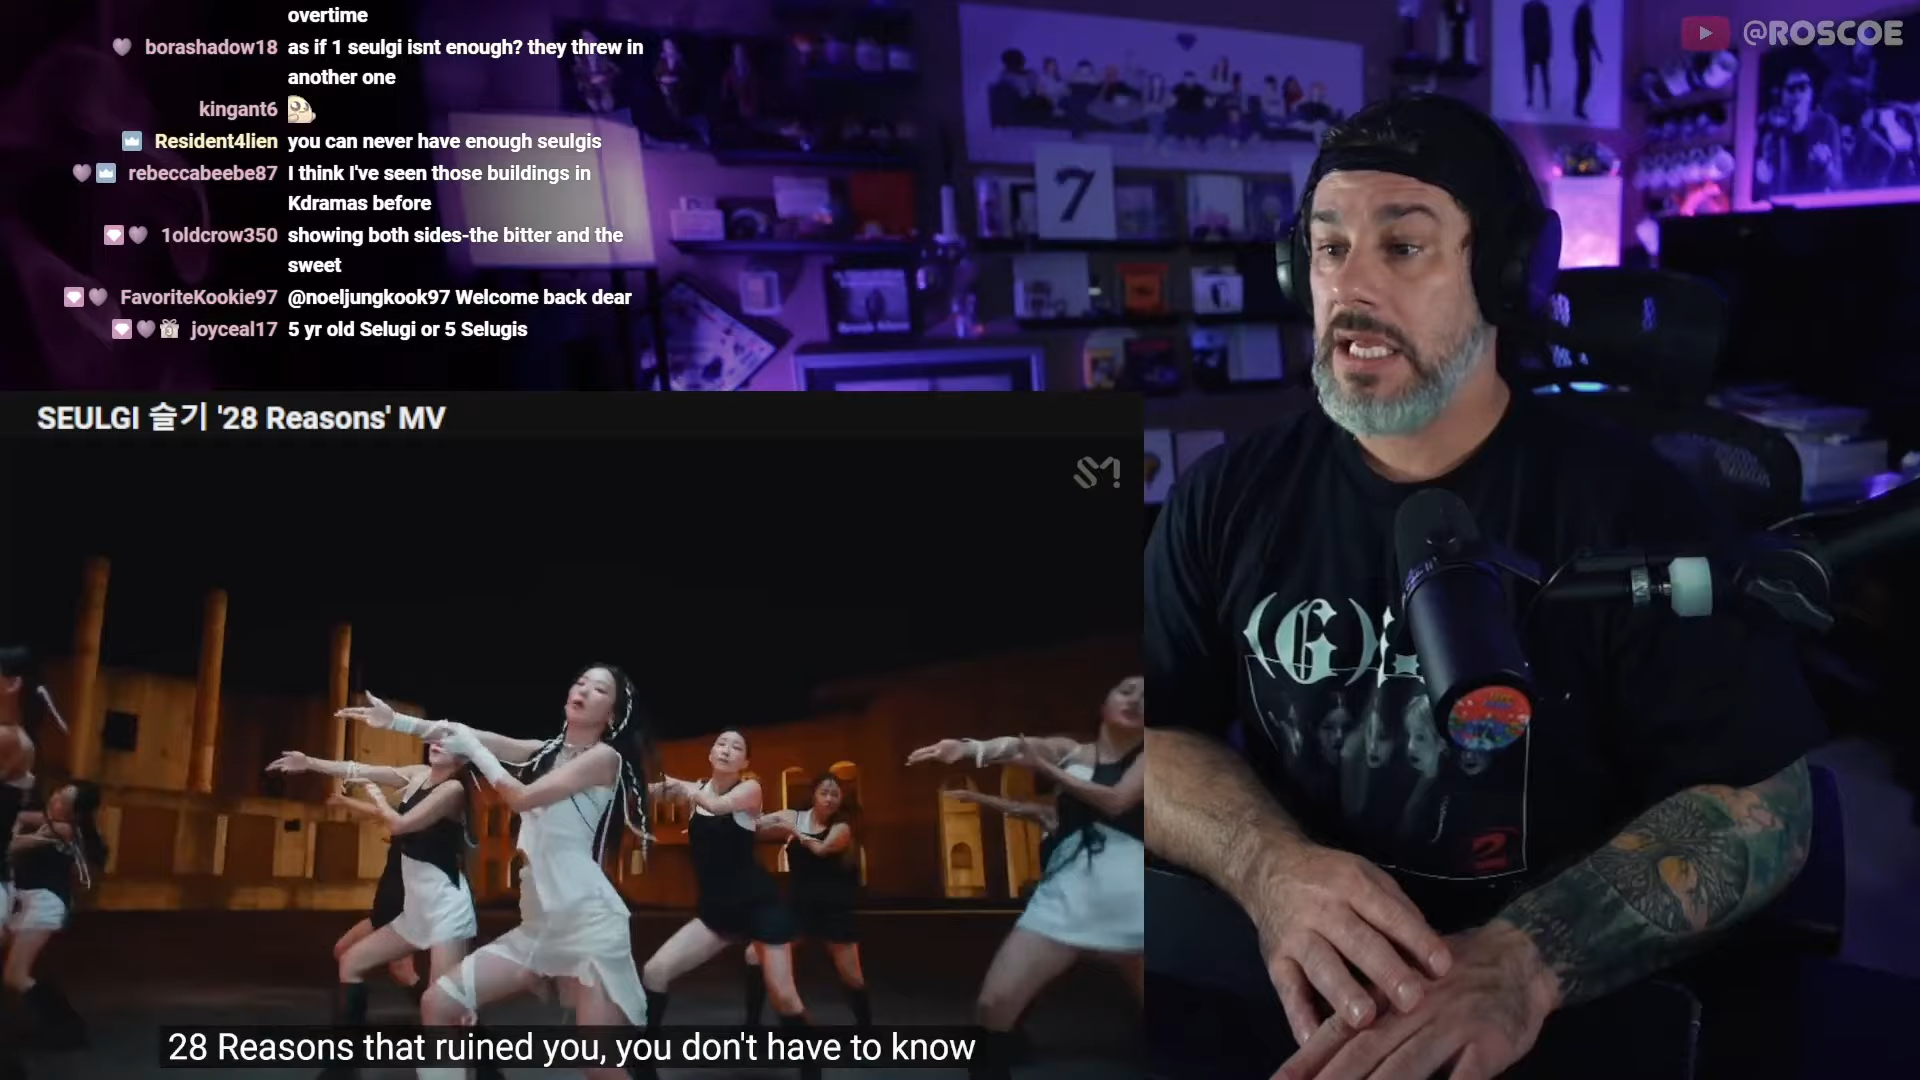 overtime
borashadow18 as if 1 seulgi isnt enough? they threw in
another one
kingant6
Resident4lien you can never have enough seulgis
rebeccabeebe87 I think I've seen those buildings in
Kdramas before
1oldcrow350 showing both sides-the bitter and the
sweet
FavoriteKookie97 @noeljungkook97 Welcome back dear
joyceal17 5 yr old Selugi or 5 Selugis
@ROSCOE
7
SEULGI 슬기 '28 Reasons' MV
SM!
(G)I-
2
28 Reasons that ruined you, you don't have to know